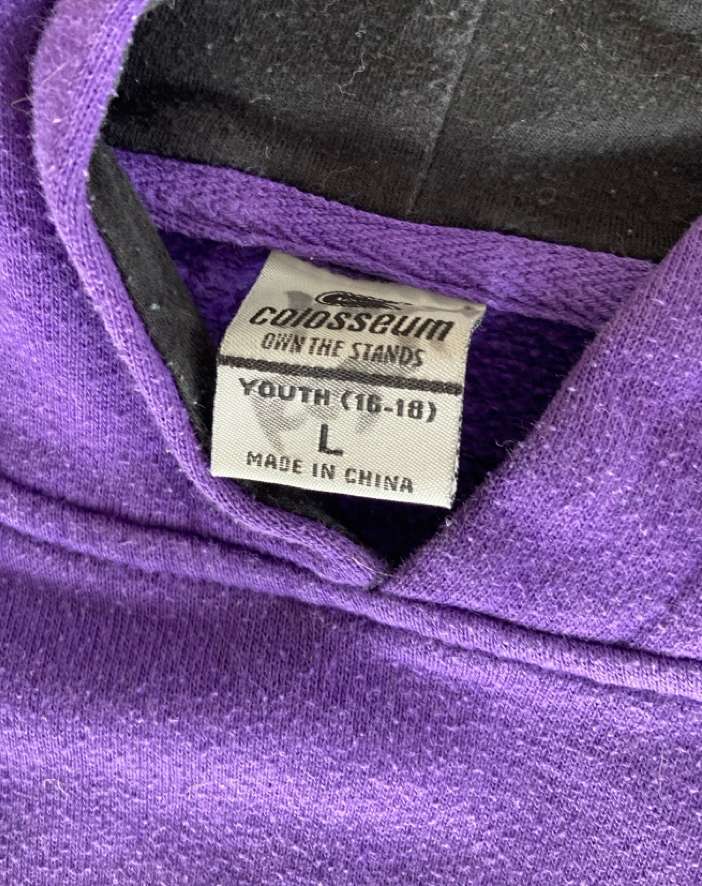 colosseum
OWN THE STANDS
YOUTH (16-18)
L
MADE IN CHINA